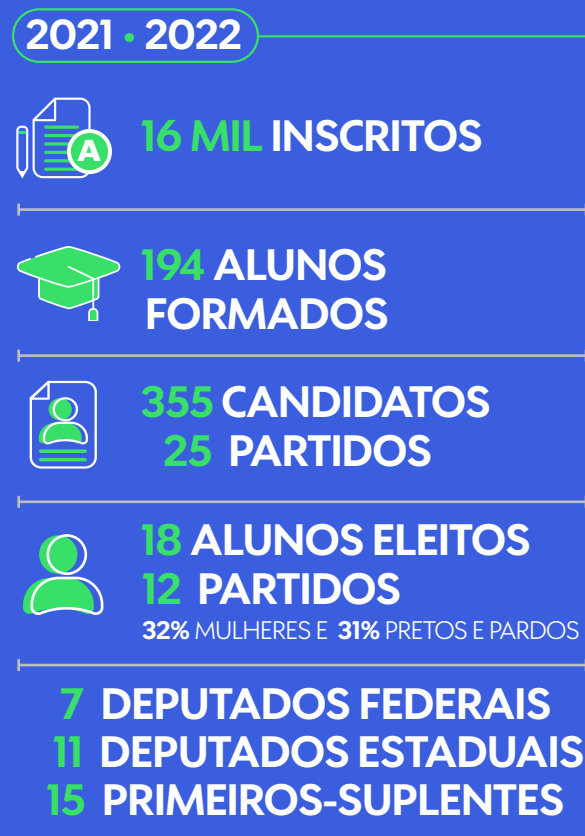 2021 • 2022
A
16 MIL INSCRITOS
194 ALUNOS
FORMADOS
355 CANDIDATOS
25 PARTIDOS
18 ALUNOS ELEITOS
12 PARTIDOS
32% MULHERES E 31% PRETOS E PARDOS
7 DEPUTADOS FEDERAIS
11 DEPUTADOS ESTADUAIS
15 PRIMEIROS-SUPLENTES